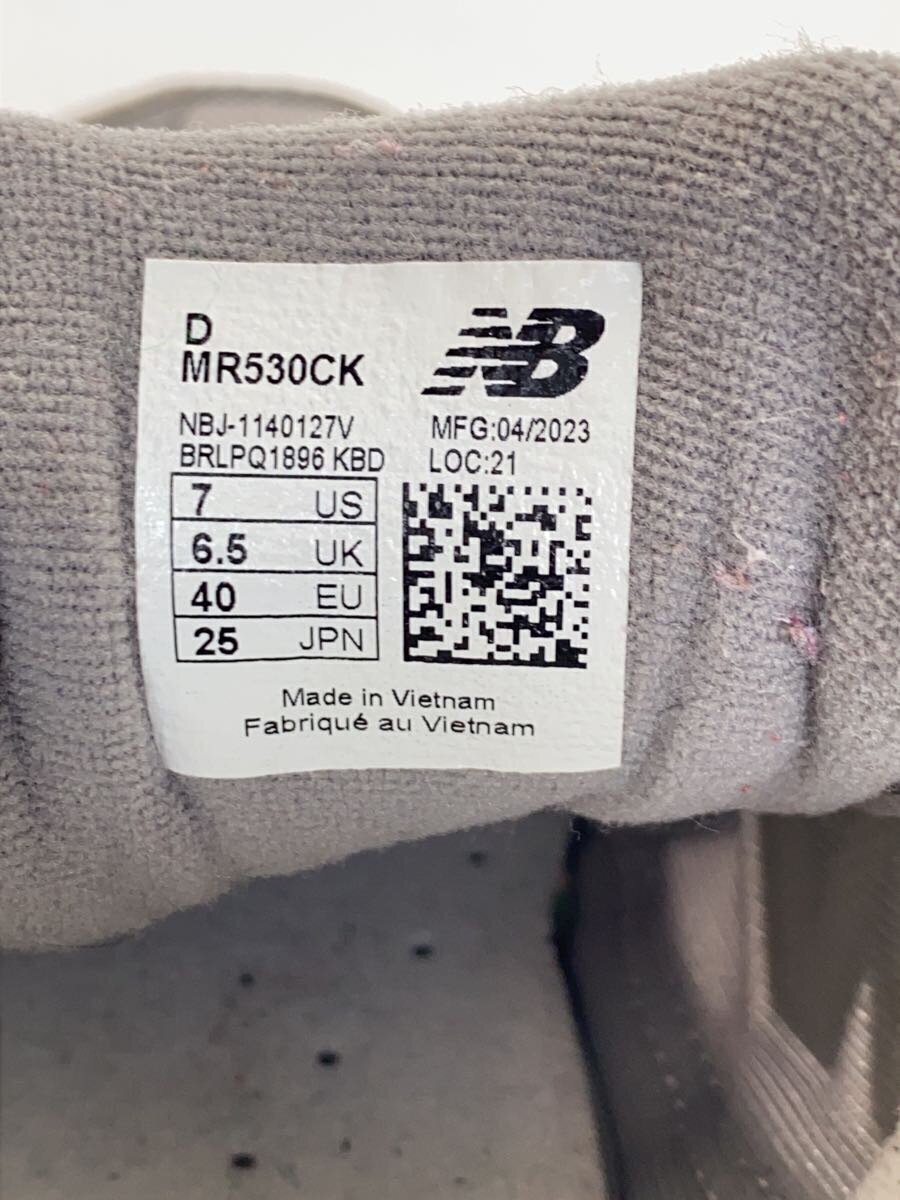 D
MR530CK
NB
NBJ-1140127V
MFG:04/2023
BRLPQ1896 KBD
LOC:21
7 US
6.5 UK
40 EU
25 JPN
Made in Vietnam
Fabriqué au Vietnam